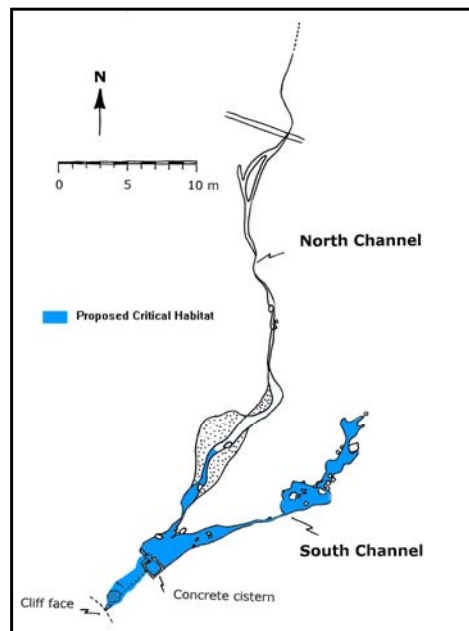 N
0 5 10 m
North Channel
Proposed Critical Habitat
South Channel
Concrete cistern
Cliff face